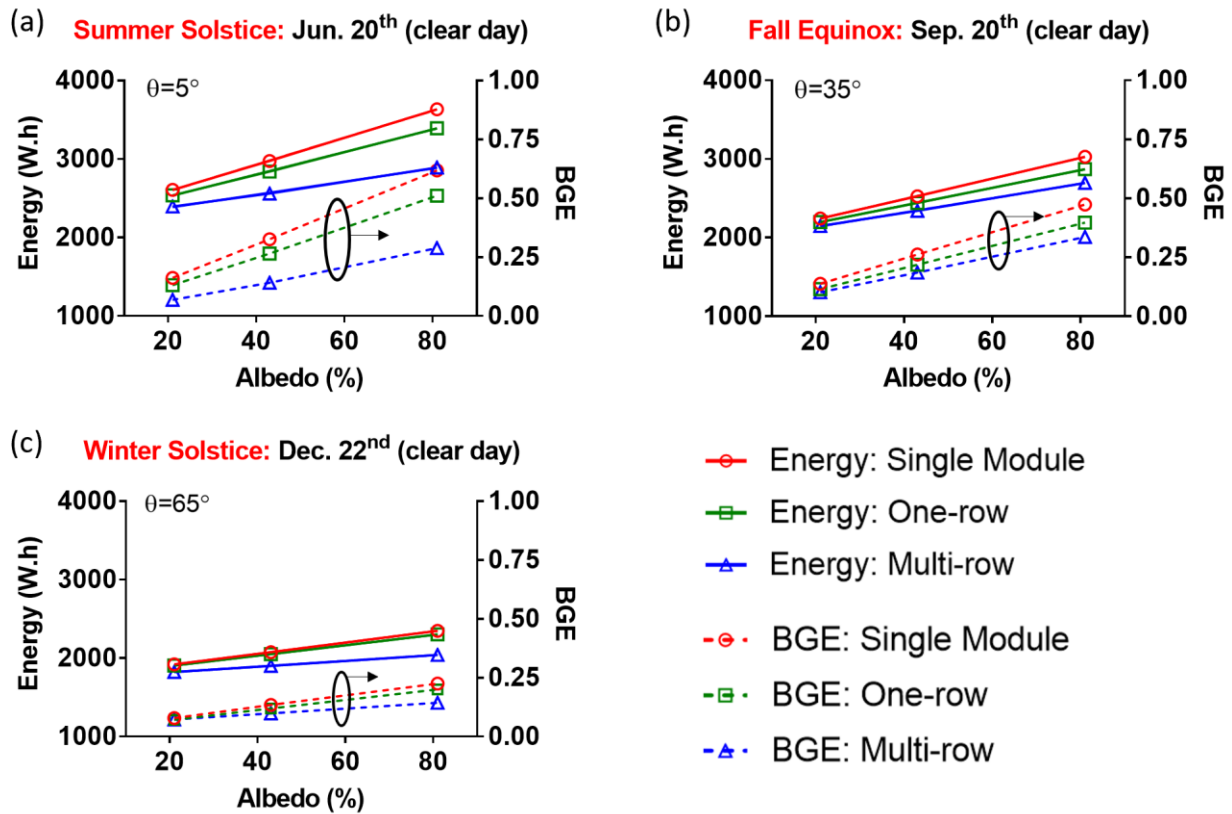 (a) Summer Solstice: Jun. 20th (clear day)
θ=5°
4000
3000
2000
1000
Energy (W.h)
1.00
0.75
0.50
0.25
0.00
BGE
20 40 60 80
Albedo (%)
(b) Fall Equinox: Sep. 20th (clear day)
θ=35°
4000
3000
2000
1000
Energy (W.h)
1.00
0.75
0.50
0.25
0.00
BGE
20 40 60 80
Albedo (%)
(c) Winter Solstice: Dec. 22nd (clear day)
θ=65°
4000
3000
2000
1000
Energy (W.h)
1.00
0.75
0.50
0.25
0.00
BGE
20 40 60 80
Albedo (%)
Energy: Single Module
Energy: One-row
Energy: Multi-row
BGE: Single Module
BGE: One-row
BGE: Multi-row